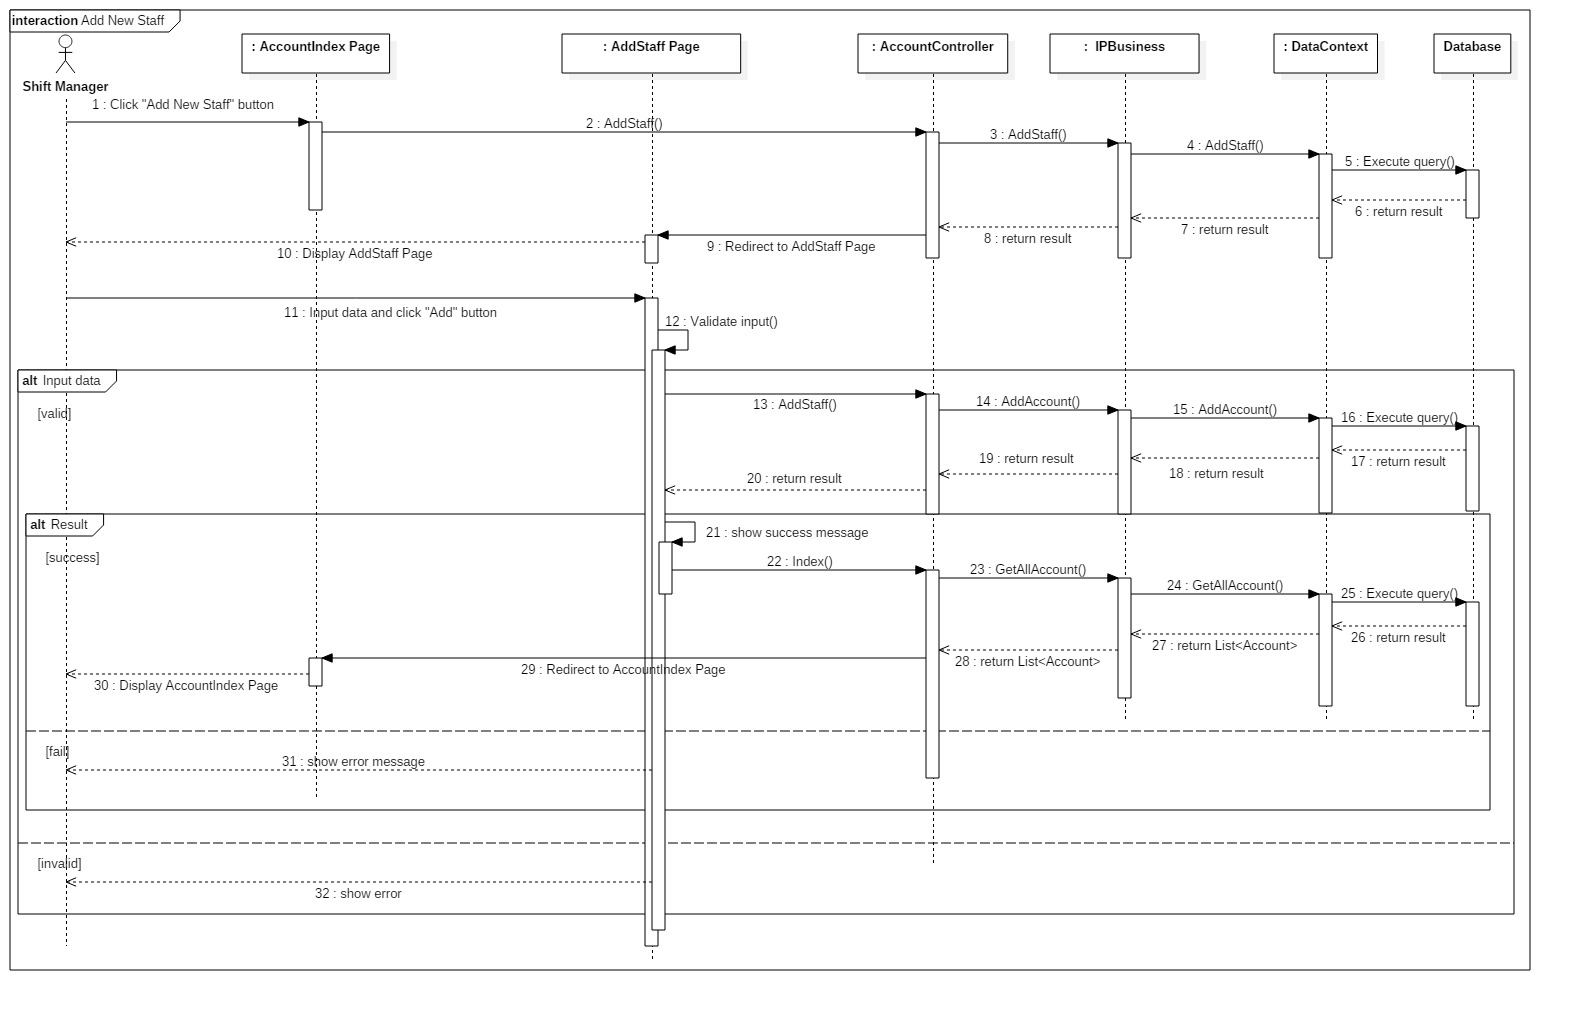 interaction Add New Staff
Shift Manager
: AccountIndex Page
: AddStaff Page
: AccountController
: IPBusiness
: DataContext
Database
1 : Click "Add New Staff" button
2 : AddStaff()
3 : AddStaff()
4 : AddStaff()
5 : Execute query()
6 : return result
7 : return result
8 : return result
9 : Redirect to AddStaff Page
10 : Display AddStaff Page
11 : Input data and click "Add" button
12 : Validate input()
alt Input data
[valid]
13 : AddStaff()
14 : AddAccount()
15 : AddAccount()
16 : Execute query()
17 : return result
18 : return result
19 : return result
20 : return result
alt Result
[success]
21 : show success message
22 : Index()
23 : GetAllAccount()
24 : GetAllAccount()
25 : Execute query()
26 : return result
27 : return List<Account>
28 : return List<Account>
29 : Redirect to AccountIndex Page
30 : Display AccountIndex Page
[fail]
31 : show error message
[invalid]
32 : show error